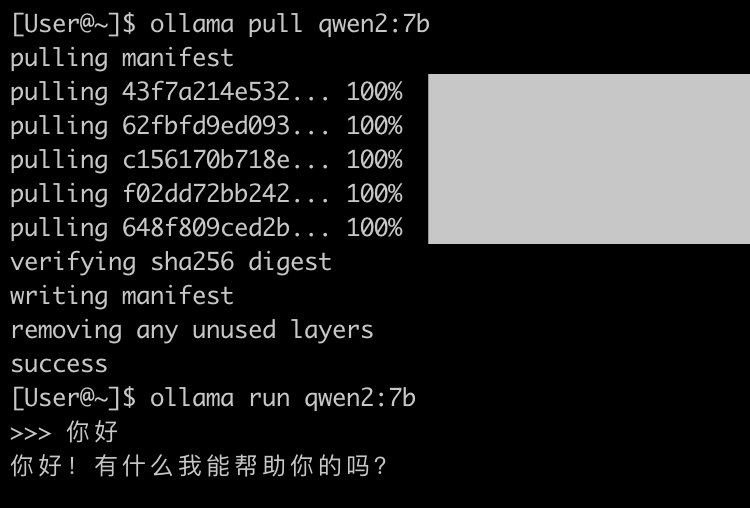 [User@~]$ ollama pull qwen2:7b
pulling manifest
pulling 43f7a214e532... 100%
pulling 62fbfd9ed093... 100%
pulling c156170b718e... 100%
pulling f02dd72bb242... 100%
pulling 648f809ced2b... 100%
verifying sha256 digest
writing manifest
removing any unused layers
success
[User@~]$ ollama run qwen2:7b
>>> 你好
你好！有什么我能帮助你的吗？